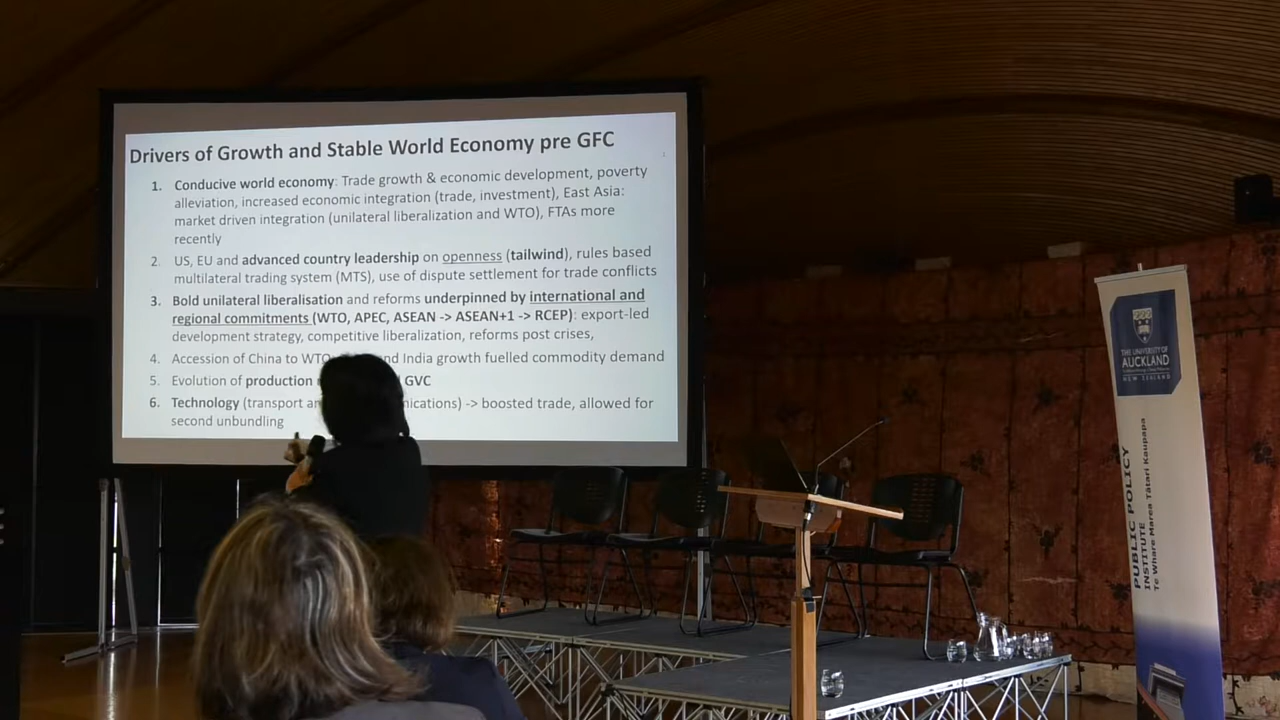 Drivers of Growth and Stable World Economy pre GFC
1. Conducive world economy: Trade growth & economic development, poverty
alleviation, increased economic integration (trade, investment), East Asia:
market driven integration (unilateral liberalization and WTO), FTAs more
recently
2. US, EU and advanced country leadership on openness (tailwind), rules based
multilateral trading system (MTS), use of dispute settlement for trade conflicts
3. Bold unilateral liberalisation and reforms underpinned by international and
regional commitments (WTO, APEC, ASEAN -> ASEAN+1 -> RCEP): export-led
development strategy, competitive liberalization, reforms post crises,
4. Accession of China to WTO nd India growth fuelled commodity demand
5. Evolution of production GVC
6. Technology (transport an nications) -> boosted trade, allowed for
second unbundling
THE UNIVERSITY OF
AUCKLAND
NEW ZEALAND
PUBLIC POLICY
INSTITUTE
Te Whare Marea Tātari Kaupapa